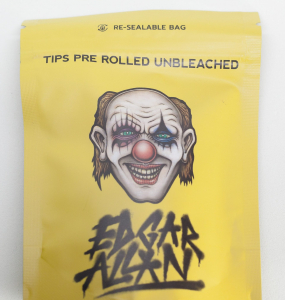 RE-SEALABLE BAG
TIPS PRE ROLLED UNBLEACHED
EDGAR
ALLAN